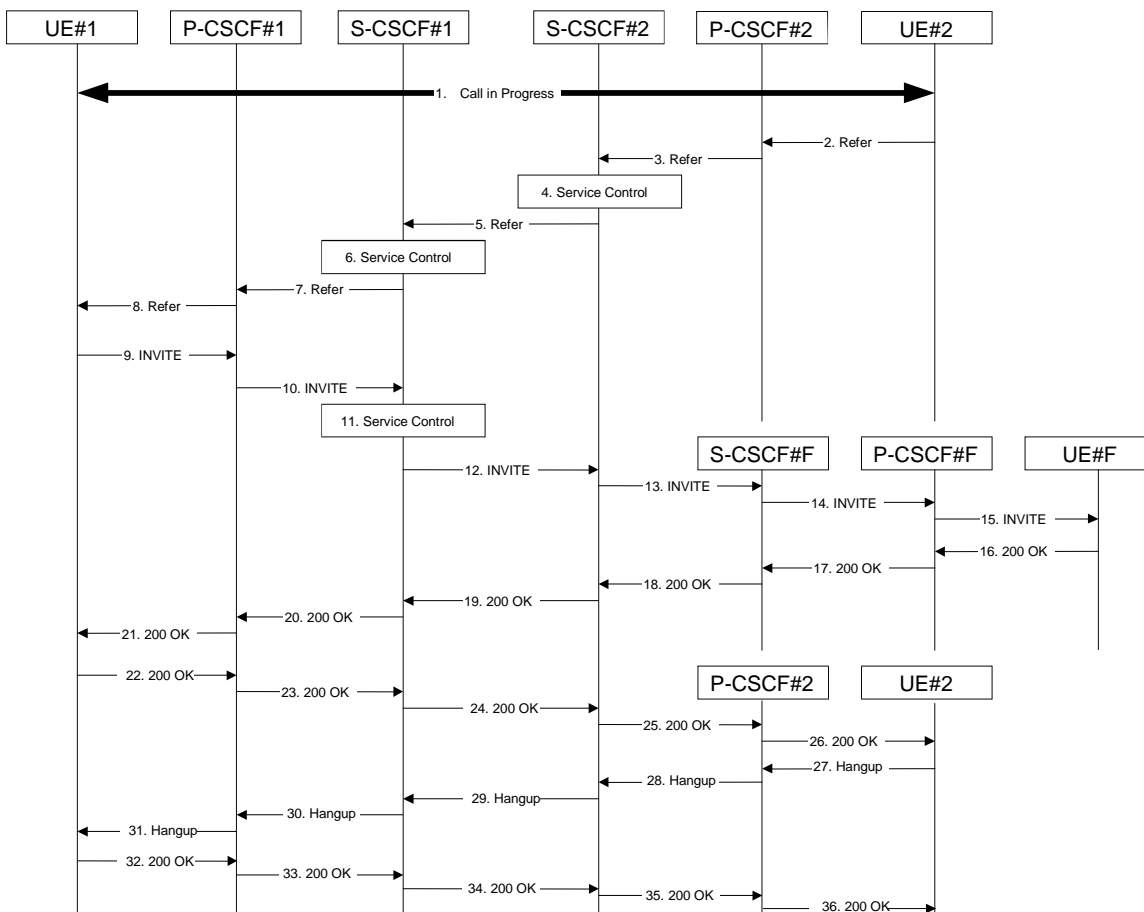 UE#1
P-CSCF#1
S-CSCF#1
S-CSCF#2
P-CSCF#2
UE#2
1. Call in Progress
2. Refer
3. Refer
4. Service Control
5. Refer
6. Service Control
7. Refer
8. Refer
9. INVITE
10. INVITE
11. Service Control
S-CSCF#F
P-CSCF#F
UE#F
12. INVITE
13. INVITE
14. INVITE
15. INVITE
16. 200 OK
17. 200 OK
18. 200 OK
19. 200 OK
20. 200 OK
21. 200 OK
22. 200 OK
P-CSCF#2
UE#2
23. 200 OK
24. 200 OK
25. 200 OK
26. 200 OK
27. Hangup
28. Hangup
29. Hangup
30. Hangup
31. Hangup
32. 200 OK
33. 200 OK
34. 200 OK
35. 200 OK
36. 200 OK